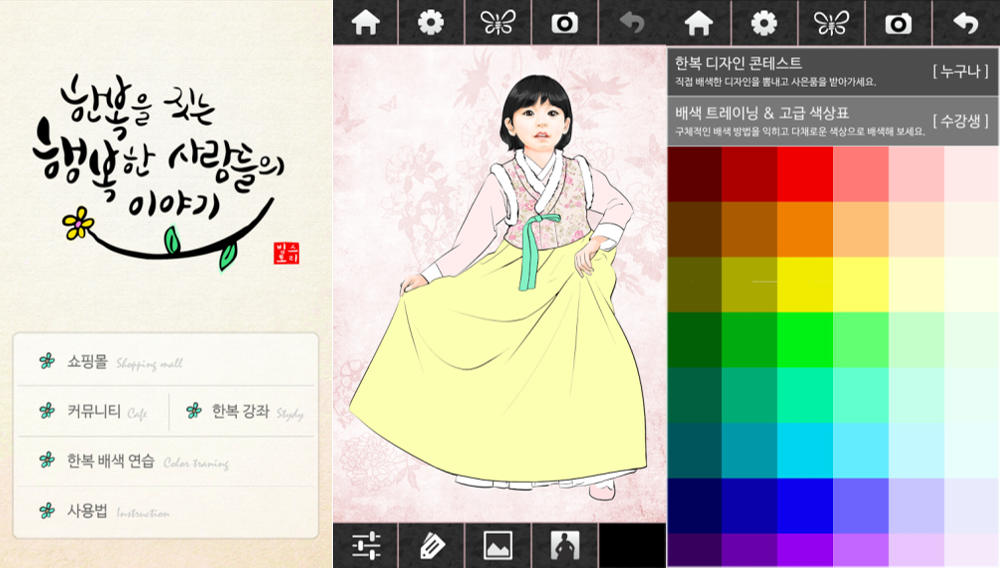 행복을 짓는
행복한 사람들의
이야기
빔스
토리
쇼핑몰 Shopping mall
커뮤니티 Cafe
한복 강좌 Stydy
한복 배색 연습 Color traning
사용법 Instruction
한복 디자인 콘테스트
직접 배색한 디자인을 뽐내고 사은품을 받아가세요.
[ 누구나 ]
배색 트레이닝 & 고급 색상표
구체적인 배색 방법을 익히고 다채로운 색상으로 배색해 보세요.
[ 수강생 ]